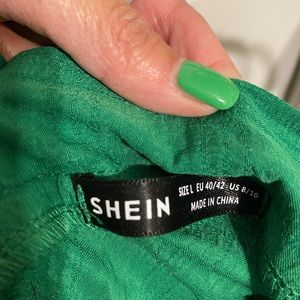 SHEIN
SIZE L EU 40/42 US 8/10
MADE IN CHINA